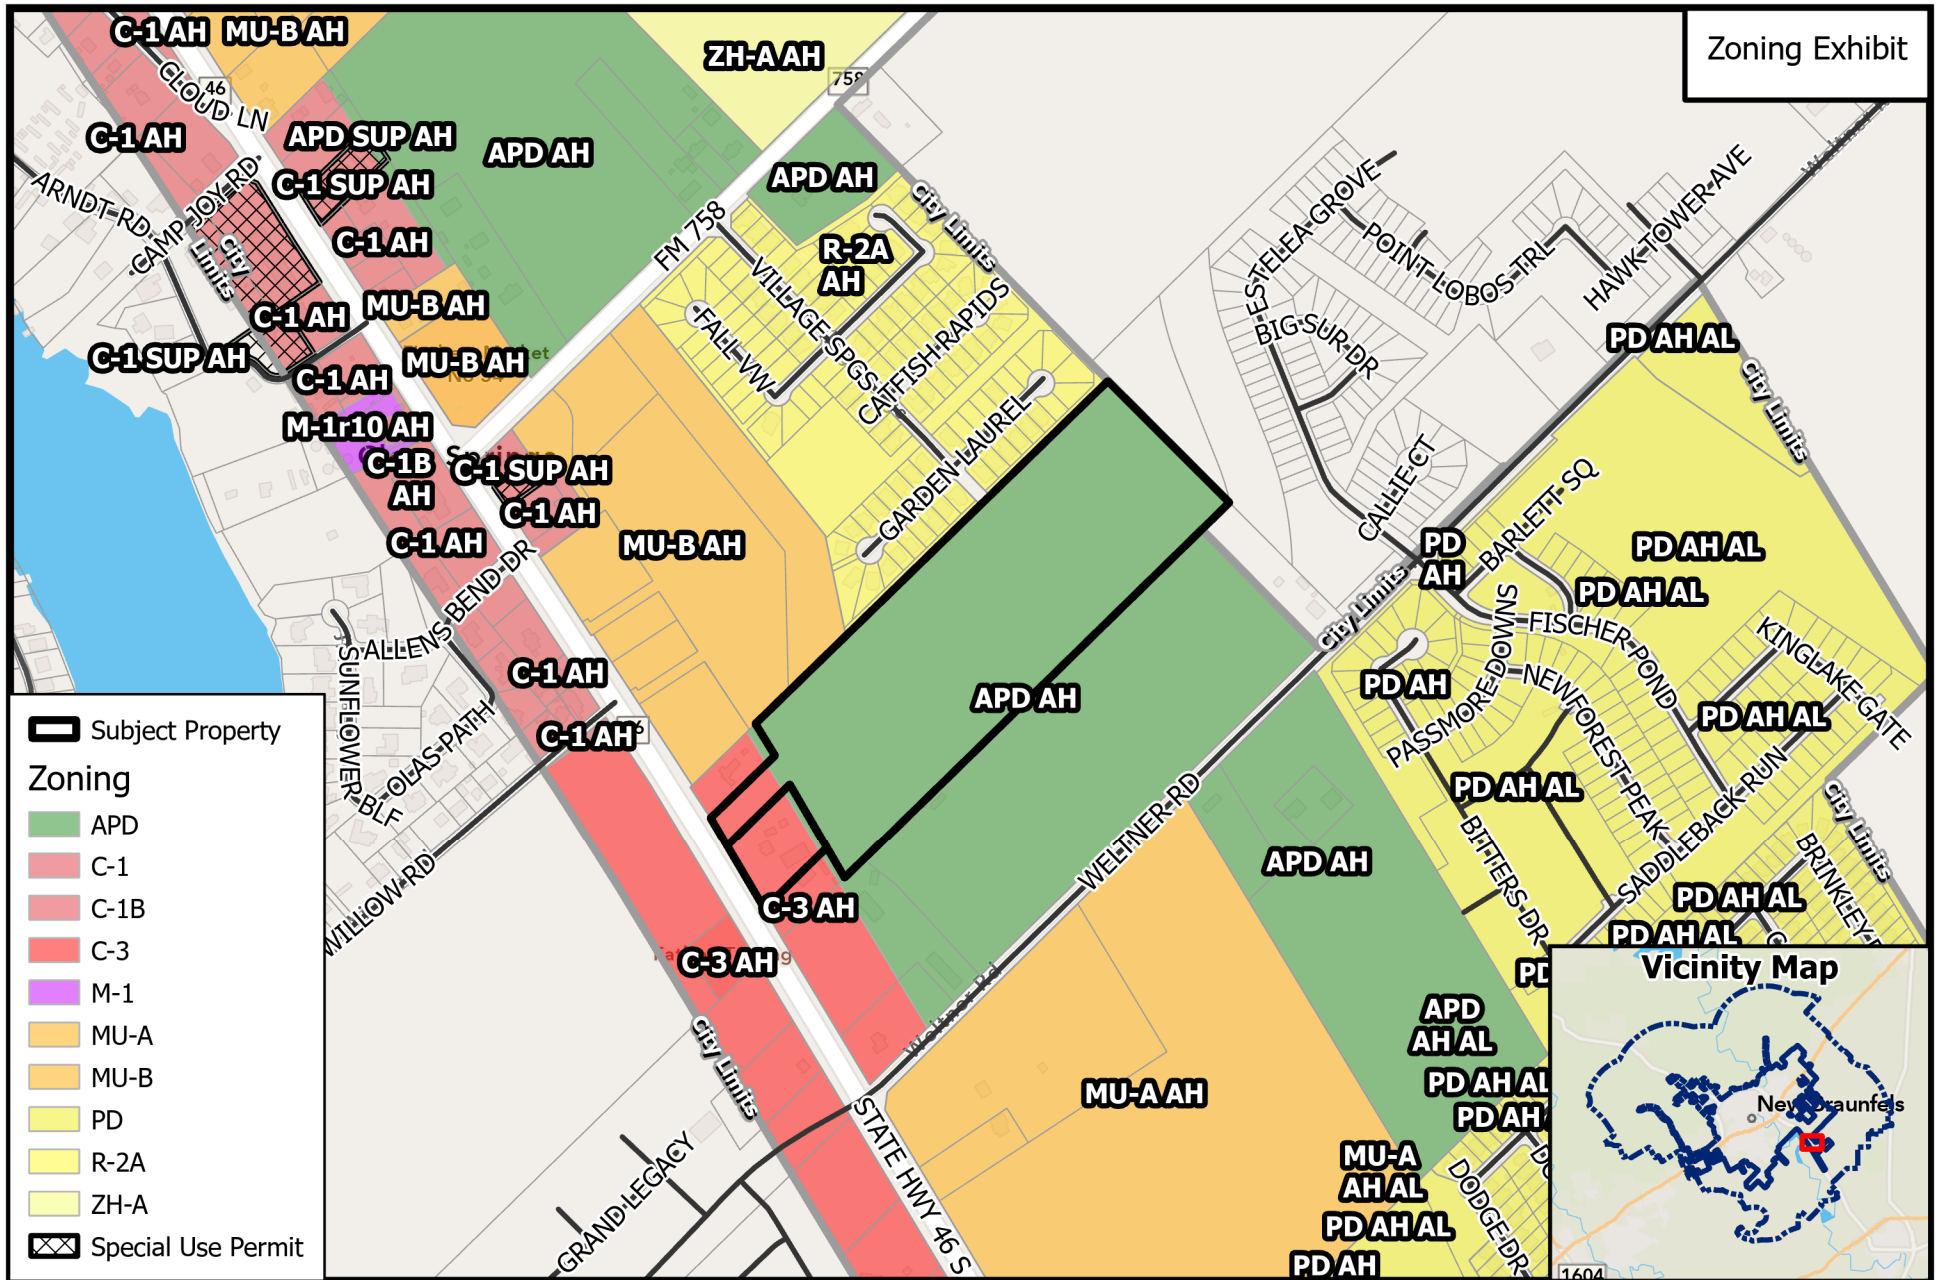 Zoning Exhibit
C-1 AH
MU-B AH
ZH-A AH
46
758
CLOUD LN
C-1 AH
APD SUP AH
APD AH
C-1 SUP AH
APD AH
City Limits
ARNDT RD
CAMP JOY RD
City
Limits
C-1 AH
FM 758
R-2A
AH
VILLAGE SPGS
CATFISH RAPIDS
FALL VW
GARDEN LAUREL
ESTELEA GROVE
POINT LOBOS TRL
HAWK TOWER AVE
BIG SUR DR
CALLIE CT
C-1 AH
MU-B AH
C-1 SUP AH
MU-B AH
C-1 AH
M-1r10 AH
C-1B
AH
C-1 SUP AH
C-1 AH
C-1 AH
MU-B AH
PD AH AL
City Limits
BARLETT SQ
PD
AH
PD AH AL
PD AH AL
City Limits
ALLENS BEND DR
SUNFLOWER
OLAS PATH
BLF
WILLOW RD
C-1 AH
C-1 AH
APD AH
PD AH
PASSMORE DOWNS
FISCHER POND
NEWFOREST PEAK
KINGLAKE GATE
PD AH AL
PD AH AL
SADDLEBACK RUN
BITTERS DR
City Limits
PD AH AL
PD AH AL
WELTNER RD
APD AH
C-3 AH
C-3 AH
City Limits
Weltner Rd
MU-A AH
APD
AH AL
PD AH AL
PD AH
MU-A
AH AL
PD AH AL
PD AH
DODGE DR
STATE HWY 46 S
GRAND LEGACY
Subject Property
Zoning
APD
C-1
C-1B
C-3
M-1
MU-A
MU-B
PD
R-2A
ZH-A
Special Use Permit
Vicinity Map
New Braunfels
1604